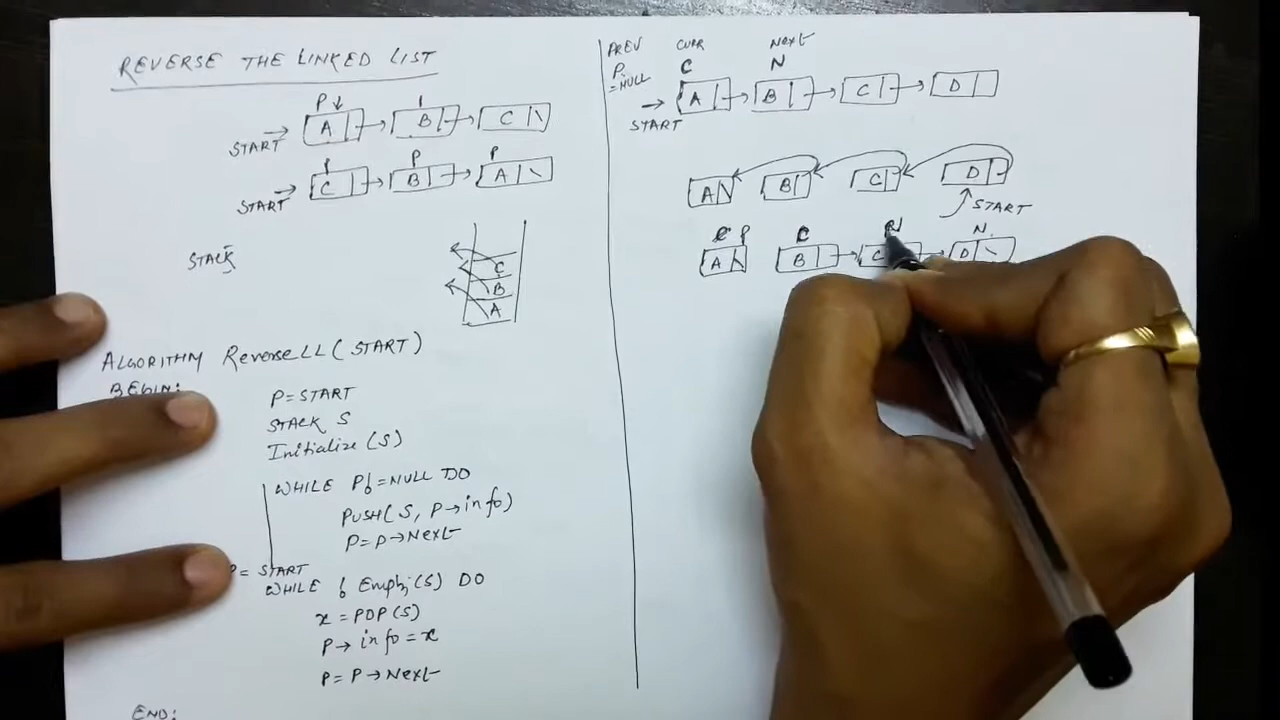 REVERSE THE LINKED LIST
P
START A B C
P P P
START C B A
STACK
C
B
A
ALGORITHM ReverseLL(START)
BEGIN:
P=START
STACK S
Initialize(S)
WHILE P!=NULL DO
PUSH(S, P→info)
P=P→Next
P=START
WHILE ! Empty(S) DO
x=POP(S)
P→info=x
P=P→Next
END:
PREV CURR Next
P C N
=NULL
A B C D
START
A B C D
START
C P C N
A B C D